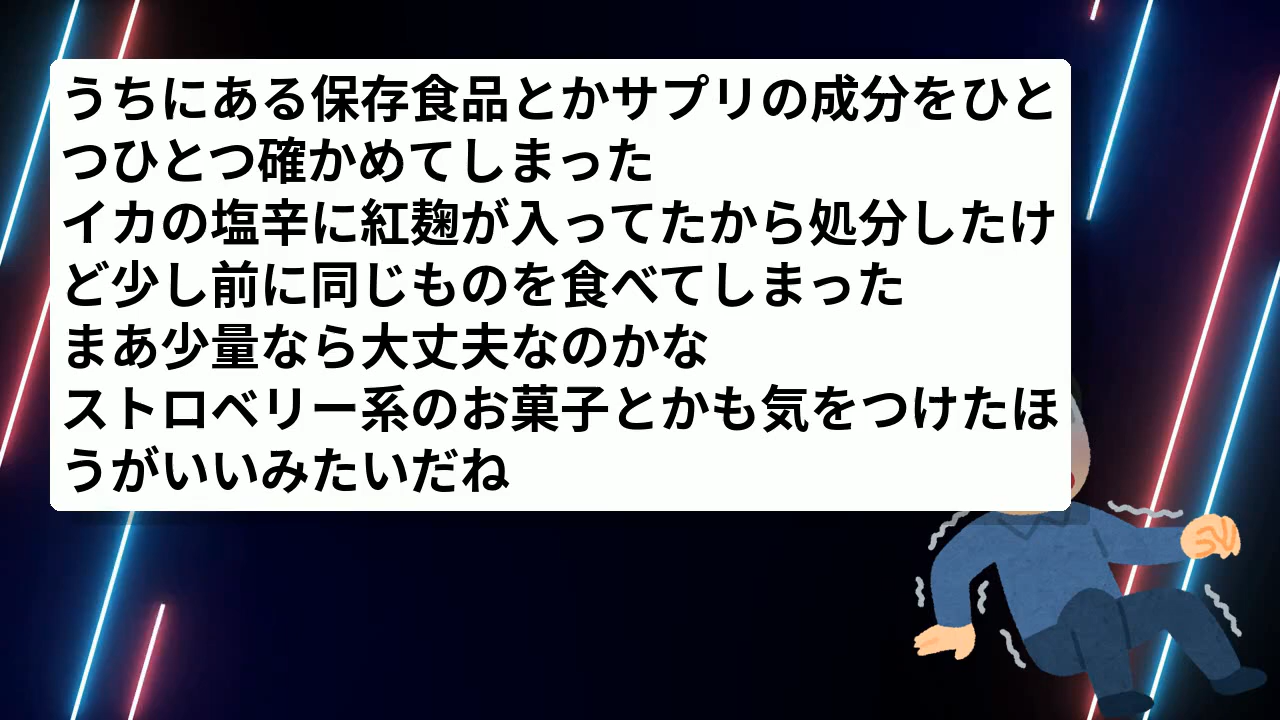 うちにある保存食品とかサプリの成分をひと
つひとつ確かめてしまった
イカの塩辛に紅麹が入ってたから処分したけ
ど少し前に同じものを食べてしまった
まあ少量なら大丈夫なのかな
ストロベリー系のお菓子とかも気をつけたほ
うがいいみたいだね